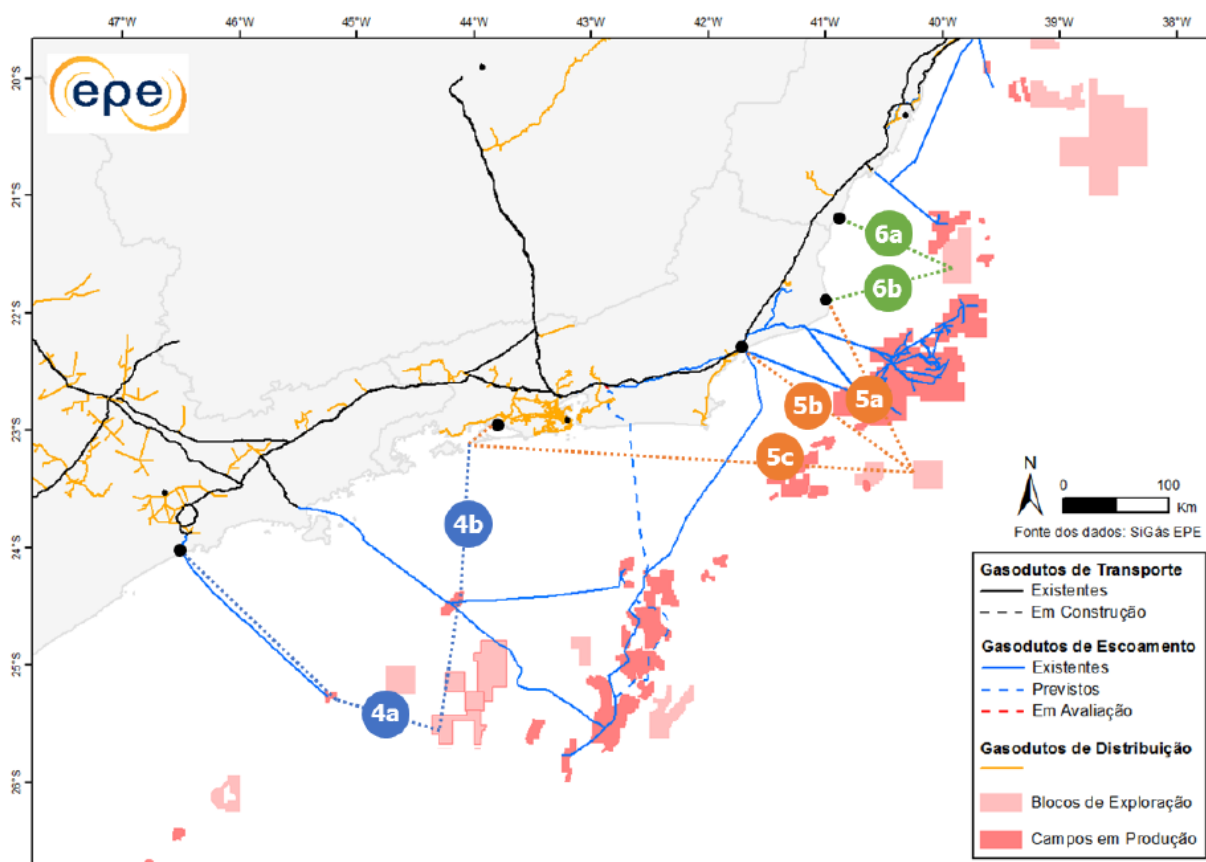 47°W 46°W 45°W 44°W 43°W 42°W 41°W 40°W 39°W 38°W 37°W
epe
20°S
21°S
22°S
23°S
24°S
25°S
26°S
6a
6b
5a
5b
5c
4b
4a
N
0 100
Km
Fonte dos dados: SIGás EPE
Gasodutos de Transporte
Existentes
Em Construção
Gasodutos de Escoamento
Existentes
Previstos
Em Avaliação
Gasodutos de Distribuição
Blocos de Exploração
Campos em Produção